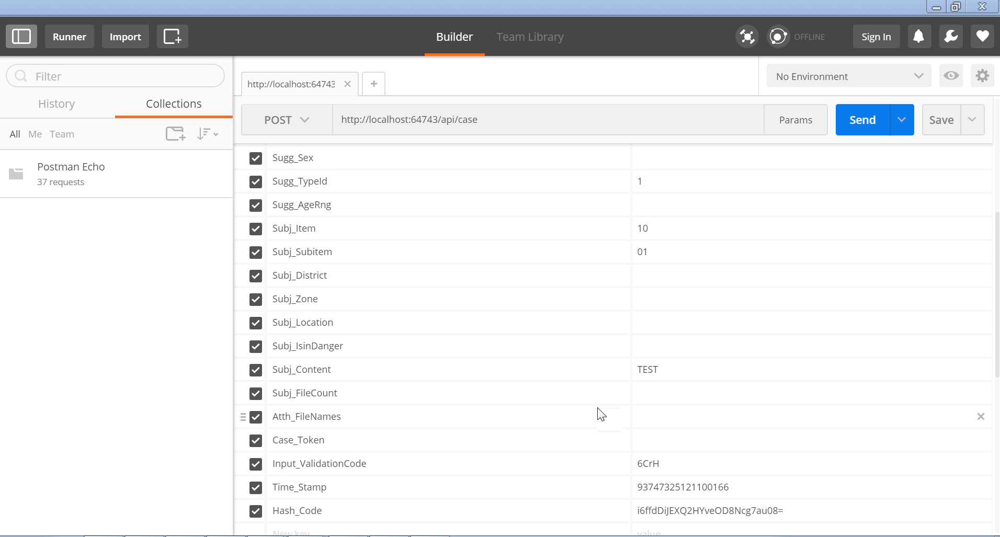 Runner Import Builder Team Library OFFLINE Sign In
Filter
http://localhost:64743
No Environment
History Collections
POST http://localhost:64743/api/case Params Send Save
All Me Team
Postman Echo
37 requests
Sugg_Sex
Sugg_TypeId 1
Sugg_AgeRng
Subj_Item 10
Subj_Subitem 01
Subj_District
Subj_Zone
Subj_Location
Subj_IsinDanger
Subj_Content TEST
Subj_FileCount
Atth_FileNames
Case_Token
Input_ValidationCode 6CrH
Time_Stamp 93747325121100166
Hash_Code i6ffdDiJEXQ2HYveOD8Ncg7au08=
New key value